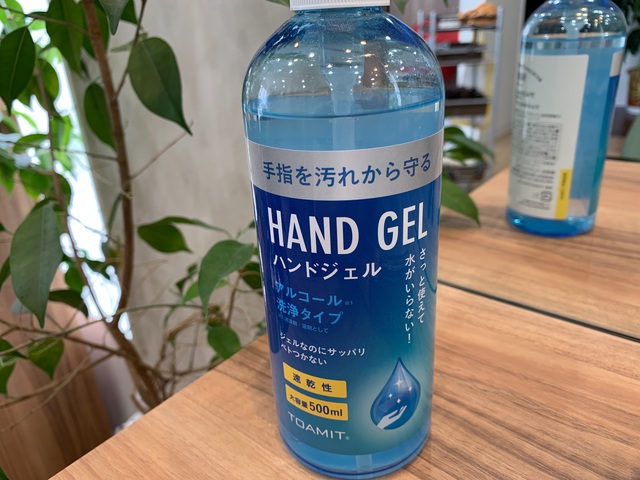 手指を汚れから守る
HAND GEL
ハンドジェル
さっと使えて
水がいらない!
アルコール
洗浄タイプ
ジェルなのにサッパリ
ベトつかない
速乾性
大容量500ml
TOAMIT®